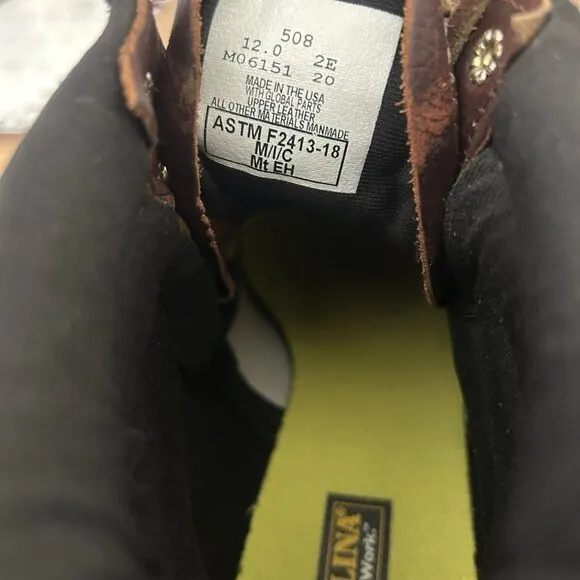 508
12.0 2E
M06151 20
MADE IN THE USA
WITH GLOBAL PARTS
UPPER LEATHER
ALL OTHER MATERIALS MANMADE
ASTM F2413-18
M/I/C
Mt EH
LINA®
Work.™